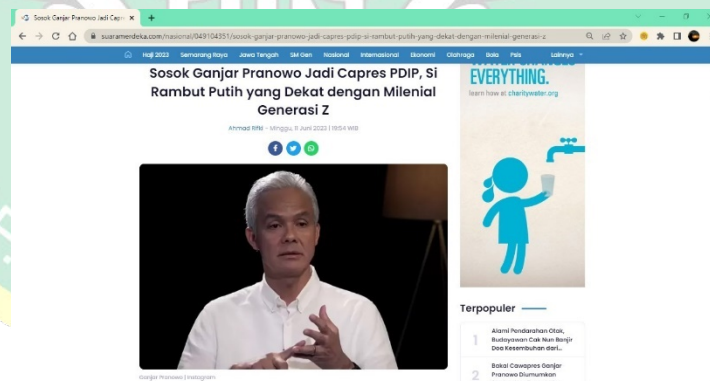 Sosok Ganjar Pranowo Jadi Capr
suaramerdeka.com/nasional/049104351/sosok-ganjar-pranowo-jadi-capres-pdip-si-rambut-putih-yang-dekat-dengan-milenial-generasi-z
Haji 2023 Semarang Raya Jawa Tengah SM Gen Nasional Internasional Ekonomi Olahraga Bola Psis Lainnya
Sosok Ganjar Pranowo Jadi Capres PDIP, Si
Rambut Putih yang Dekat dengan Milenial
Generasi Z
- Minggu, 11 Juni 2023 | 19:54 WIB
EVERYTHING.
learn how at charitywater.org
Terpopuler
1
Alami Pendarahan Otak,
Budayawan Cak Nun Banjir
Doa Kesembuhan dari...
2
Bakal Cawapres Ganjar
Pranowo Diumumkan
Ganjar Pranowo | Instagram